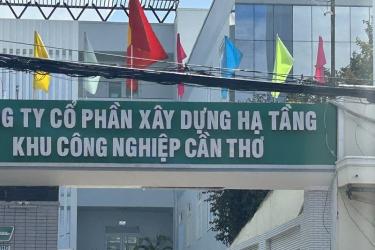 G TY CỔ PHẦN XÂY DỰNG HẠ TẦNG
KHU CÔNG NGHIỆP CẦN THƠ